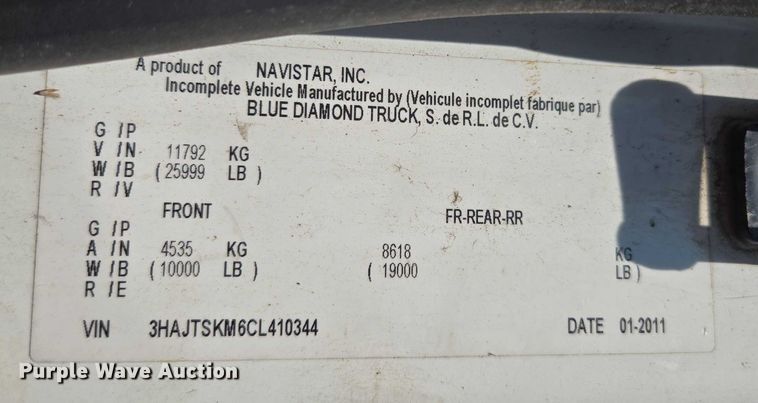 A product of NAVISTAR, INC.
Incomplete Vehicle Manufactured by (Vehicule incomplet fabrique par)
BLUE DIAMOND TRUCK, S. de R.L. de C.V.
G /P
V /N 11792 KG
W /B ( 25999 LB )
R /V
FRONT FR-REAR-RR
G /P
A /N 4535 KG 8618 KG
W /B ( 10000 LB ) ( 19000 LB )
R /E
VIN 3HAJTSKM6CL410344 DATE 01-2011
Purple Wave Auction